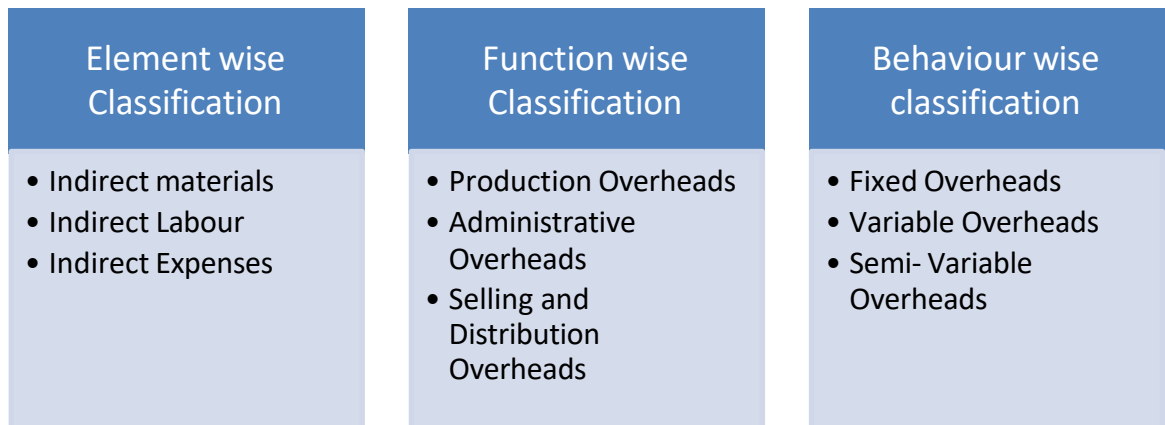 Element wise
Classification
• Indirect materials
• Indirect Labour
• Indirect Expenses
Function wise
Classification
• Production Overheads
• Administrative
Overheads
• Selling and
Distribution
Overheads
Behaviour wise
classification
• Fixed Overheads
• Variable Overheads
• Semi- Variable
Overheads